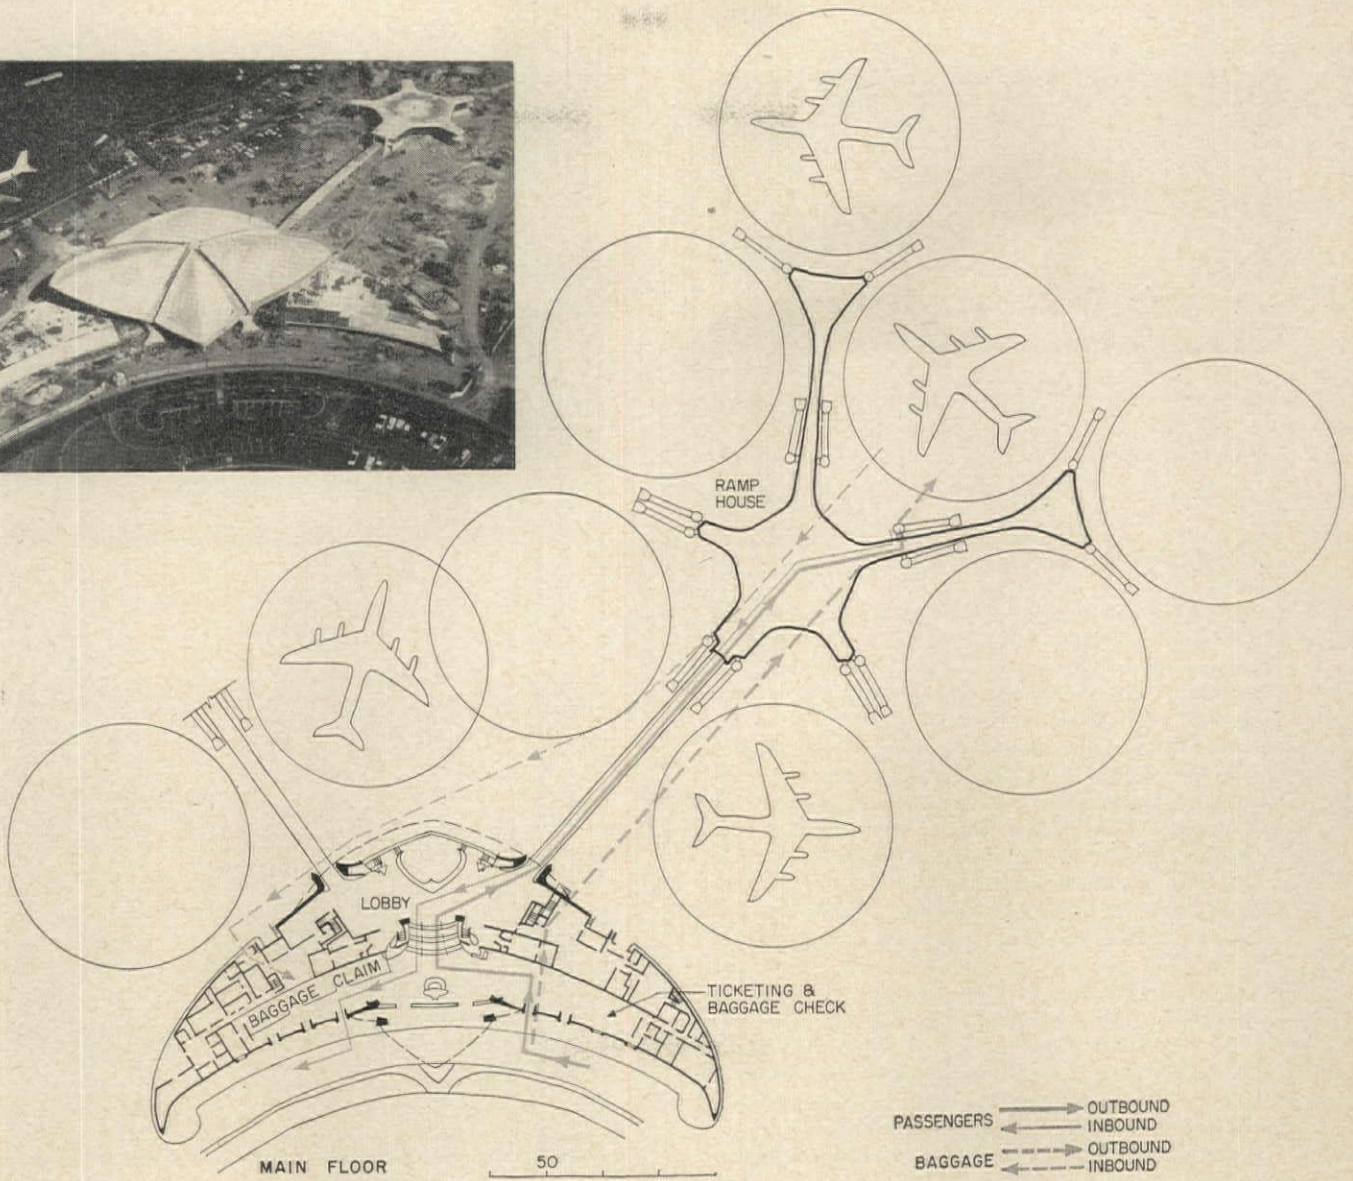 RAMP
HOUSE
LOBBY
BAGGAGE CLAIM
TICKETING &
BAGGAGE CHECK
MAIN FLOOR
50
PASSENGERS
OUTBOUND
INBOUND
BAGGAGE
OUTBOUND
INBOUND